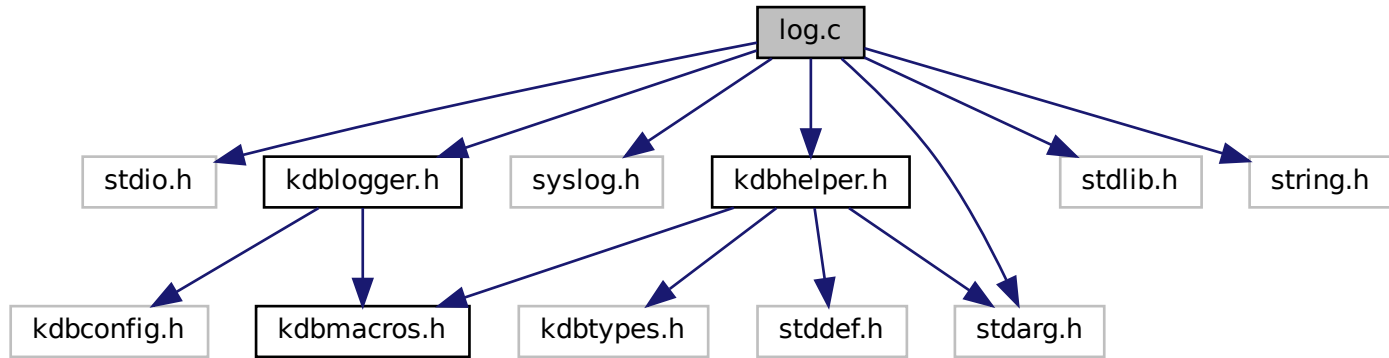 log.c
stdio.h
kdblogger.h
syslog.h
kdbhelper.h
stdlib.h
string.h
kdbconfig.h
kdbmacros.h
kdbtypes.h
stddef.h
stdarg.h